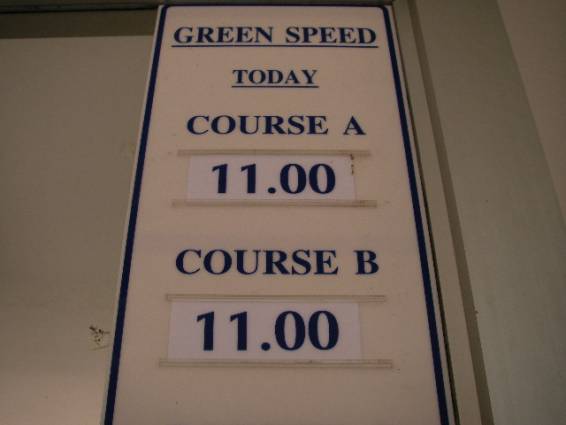 GREEN SPEED
TODAY
COURSE A
11.00
COURSE B
11.00